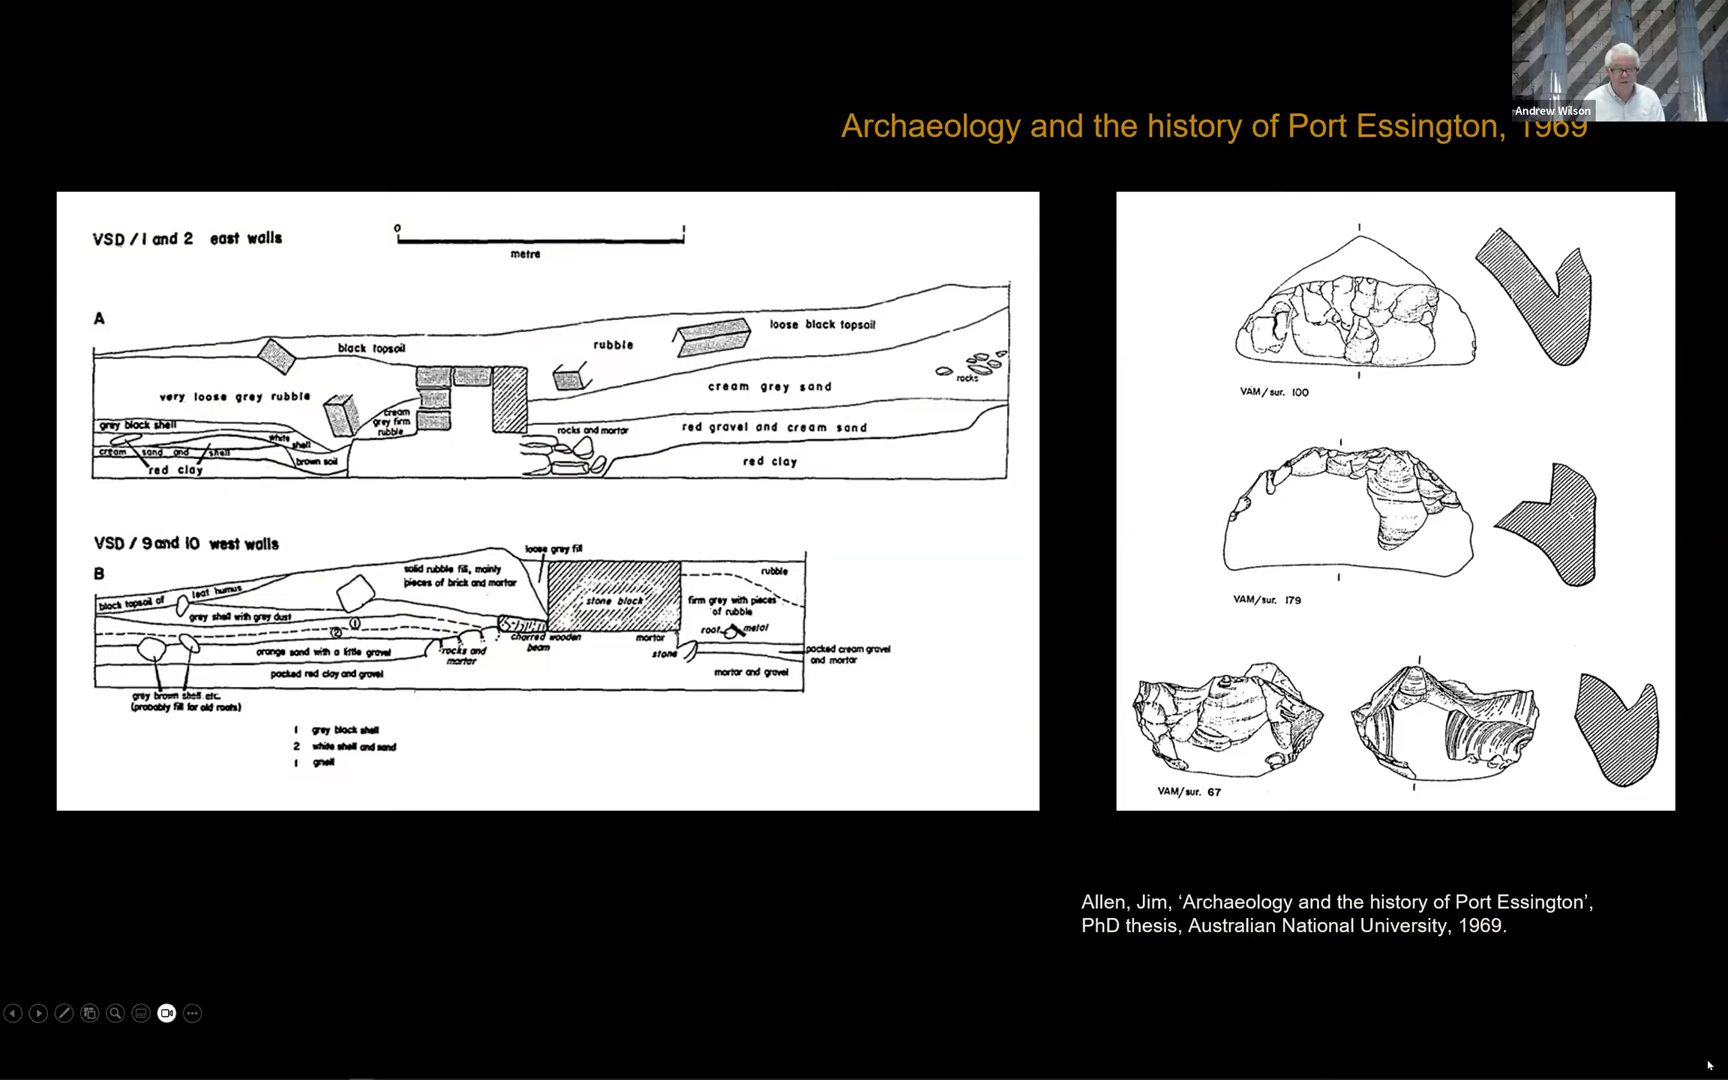 Andrew Wilson
Archaeology and the history of Port Essington, 1969
VSD / 1 and 2 east walls
0 1
metre
A
loose black topsoil
rubble
black topsoil
rocks
cream grey sand
very loose grey rubble
cream
grey firm
rubble
grey black shell
rocks and mortar
red gravel and cream sand
white
shell
cream sand and shell
brown soil
red clay
red clay
VSD / 9 and 10 west walls
B
loose grey fill
solid rubble fill, mainly
pieces of brick and mortar
rubble
black topsoil of leaf humus
stone block
firm grey with pieces
of rubble
grey shell with grey dust
(1)
(2)
root
metal
charred wooden
beam
mortar
orange sand with a little gravel
rocks and
mortar
stone
packed cream gravel
and mortar
packed red clay and gravel
mortar and gravel
grey brown shell etc.
(probably fill for old roots)
1 grey black shell
2 white shell and sand
1
VAM/sur. 100
VAM/sur. 179
VAM/sur. 67
Allen, Jim, ‘Archaeology and the history of Port Essington’,
PhD thesis, Australian National University, 1969.